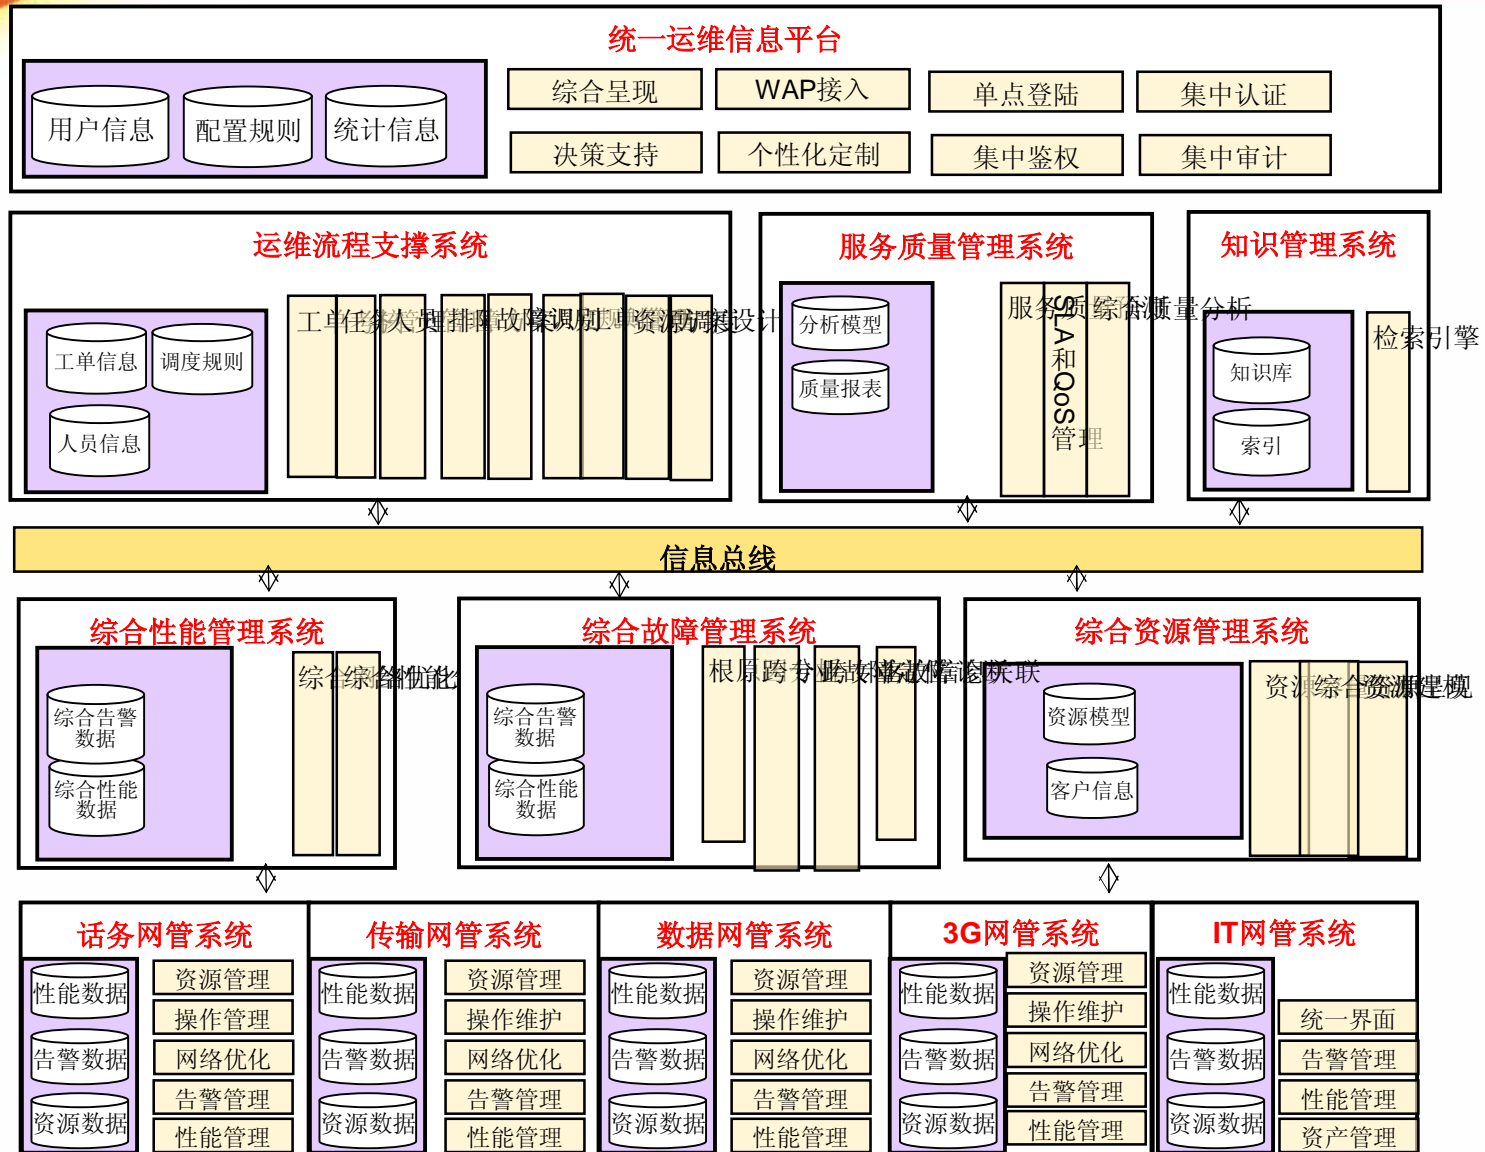 统一运维信息平台
用户信息
配置规则
统计信息
综合呈现
WAP接入
单点登陆
集中认证
决策支持
个性化定制
集中鉴权
集中审计
运维流程支撑系统
工单信息
调度规则
人员信息
服务质量管理系统
分析模型
质量报表
SLA和QoS管理
知识管理系统
知识库
索引
检索引擎
信息总线
综合性能管理系统
综合告警
数据
综合性能
数据
综合故障管理系统
综合告警
数据
综合性能
数据
综合资源管理系统
资源模型
客户信息
话务网管系统
性能数据
告警数据
资源数据
资源管理
操作管理
网络优化
告警管理
性能管理
传输网管系统
性能数据
告警数据
资源数据
资源管理
操作维护
网络优化
告警管理
性能管理
数据网管系统
性能数据
告警数据
资源数据
资源管理
操作维护
网络优化
告警管理
性能管理
3G网管系统
性能数据
告警数据
资源数据
资源管理
操作维护
网络优化
告警管理
性能管理
IT网管系统
性能数据
告警数据
资源数据
统一界面
告警管理
性能管理
资产管理